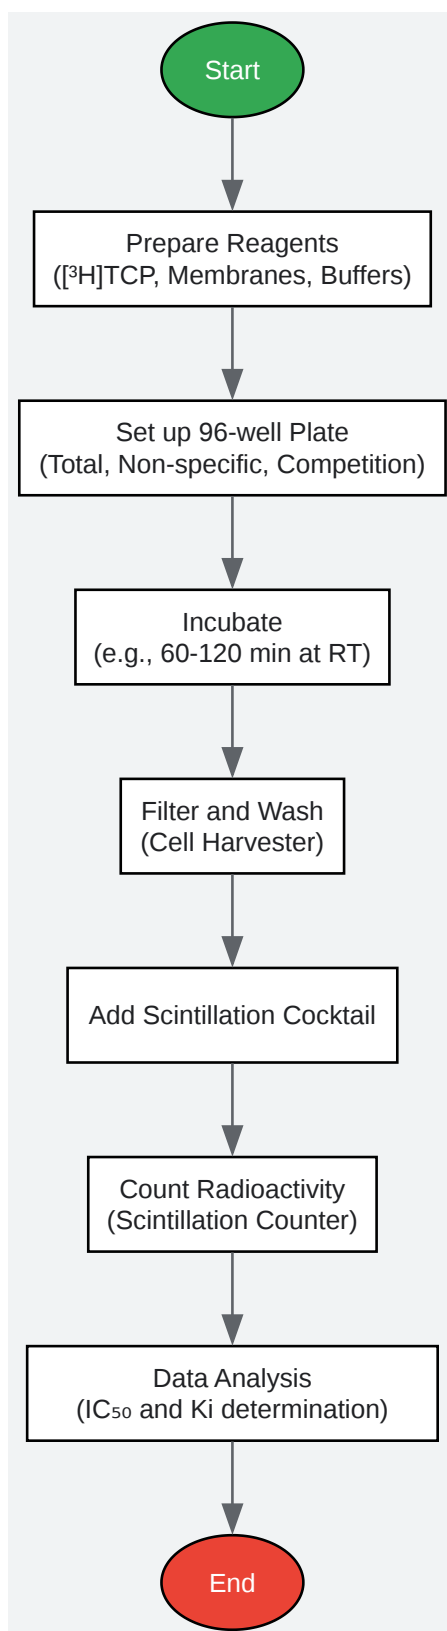 Start
Prepare Reagents
([³H]TCP, Membranes, Buffers)
Set up 96-well Plate
(Total, Non-specific, Competition)
Incubate
(e.g., 60-120 min at RT)
Filter and Wash
(Cell Harvester)
Add Scintillation Cocktail
Count Radioactivity
(Scintillation Counter)
Data Analysis
(IC₅₀ and Ki determination)
End